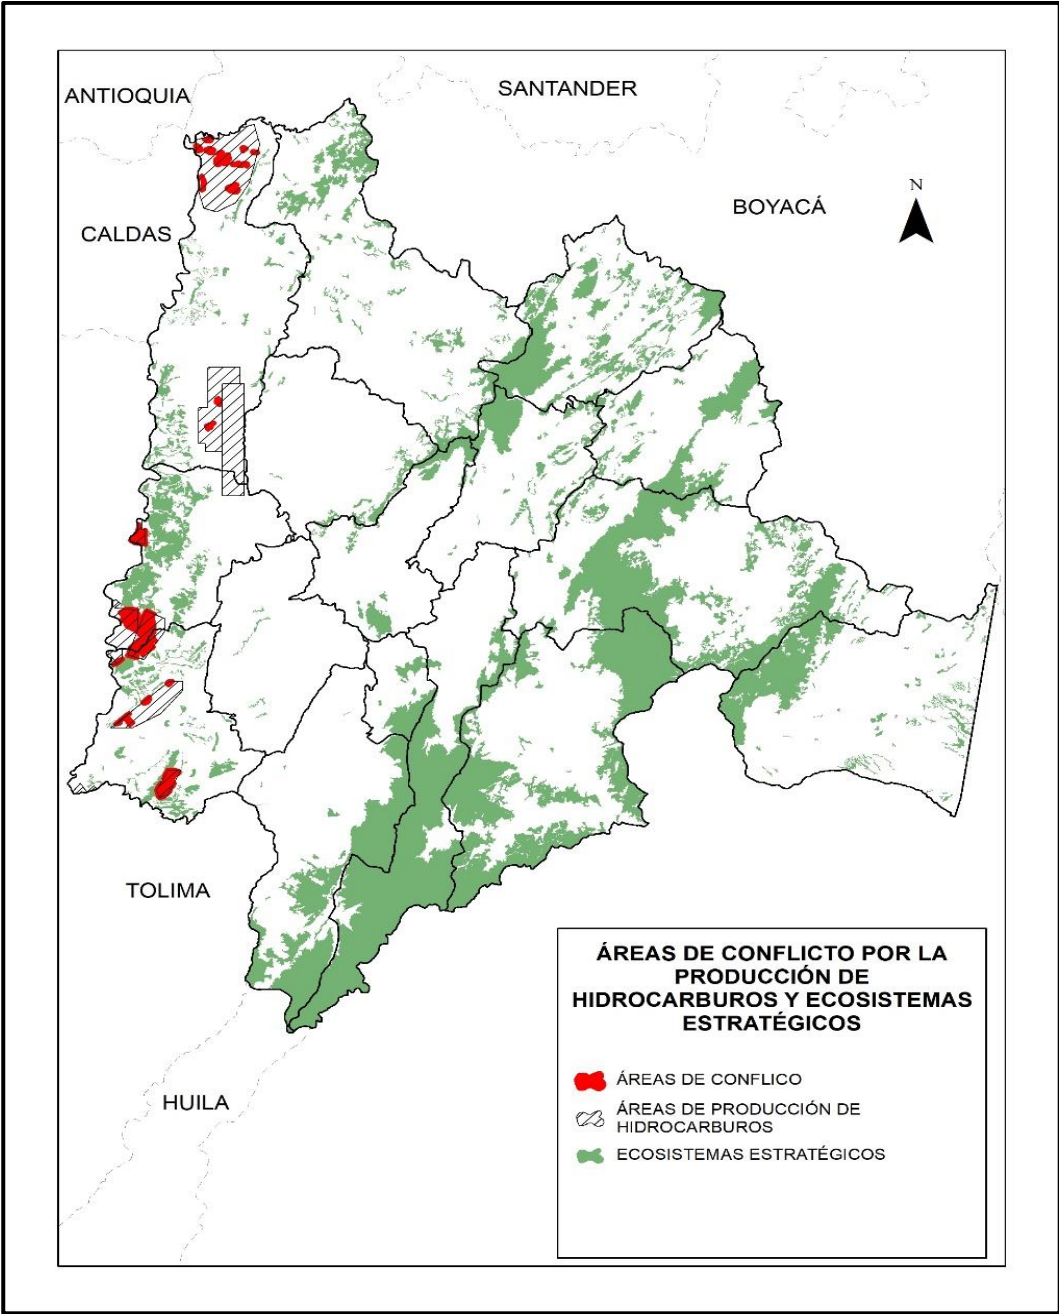 ANTIOQUIA
SANTANDER
BOYACÁ
N
CALDAS
TOLIMA
HUILA
ÁREAS DE CONFLICTO POR LA
PRODUCCIÓN DE
HIDROCARBUROS Y ECOSISTEMAS
ESTRATÉGICOS
ÁREAS DE CONFLICO
ÁREAS DE PRODUCCIÓN DE
HIDROCARBUROS
ECOSISTEMAS ESTRATÉGICOS